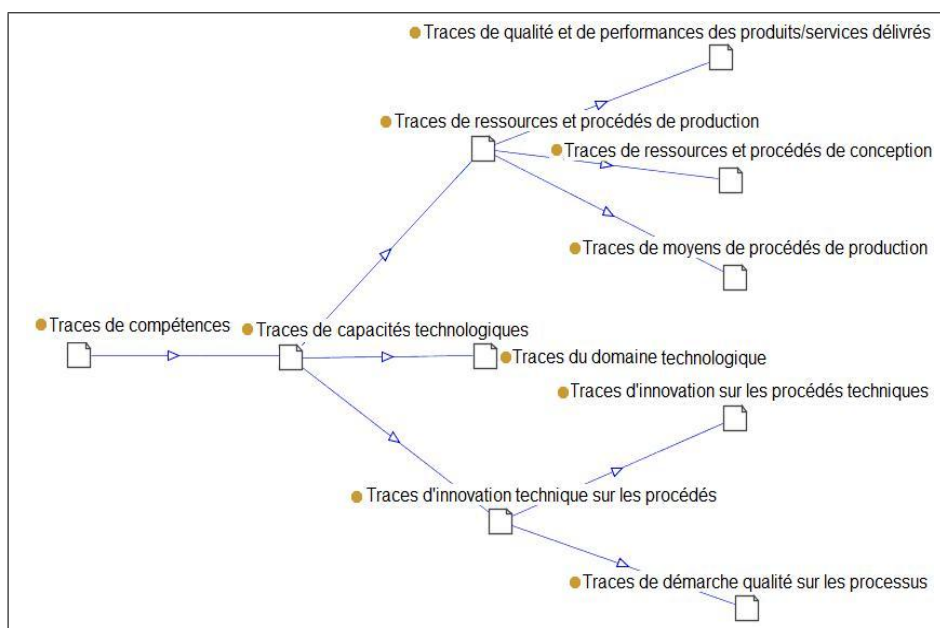 Traces de qualité et de performances des produits/services délivrés
Traces de ressources et procédés de production
Traces de ressources et procédés de conception
Traces de moyens de procédés de production
Traces de compétences
Traces de capacités technologiques
Traces du domaine technologique
Traces d'innovation sur les procédés techniques
Traces d'innovation technique sur les procédés
Traces de démarche qualité sur les processus